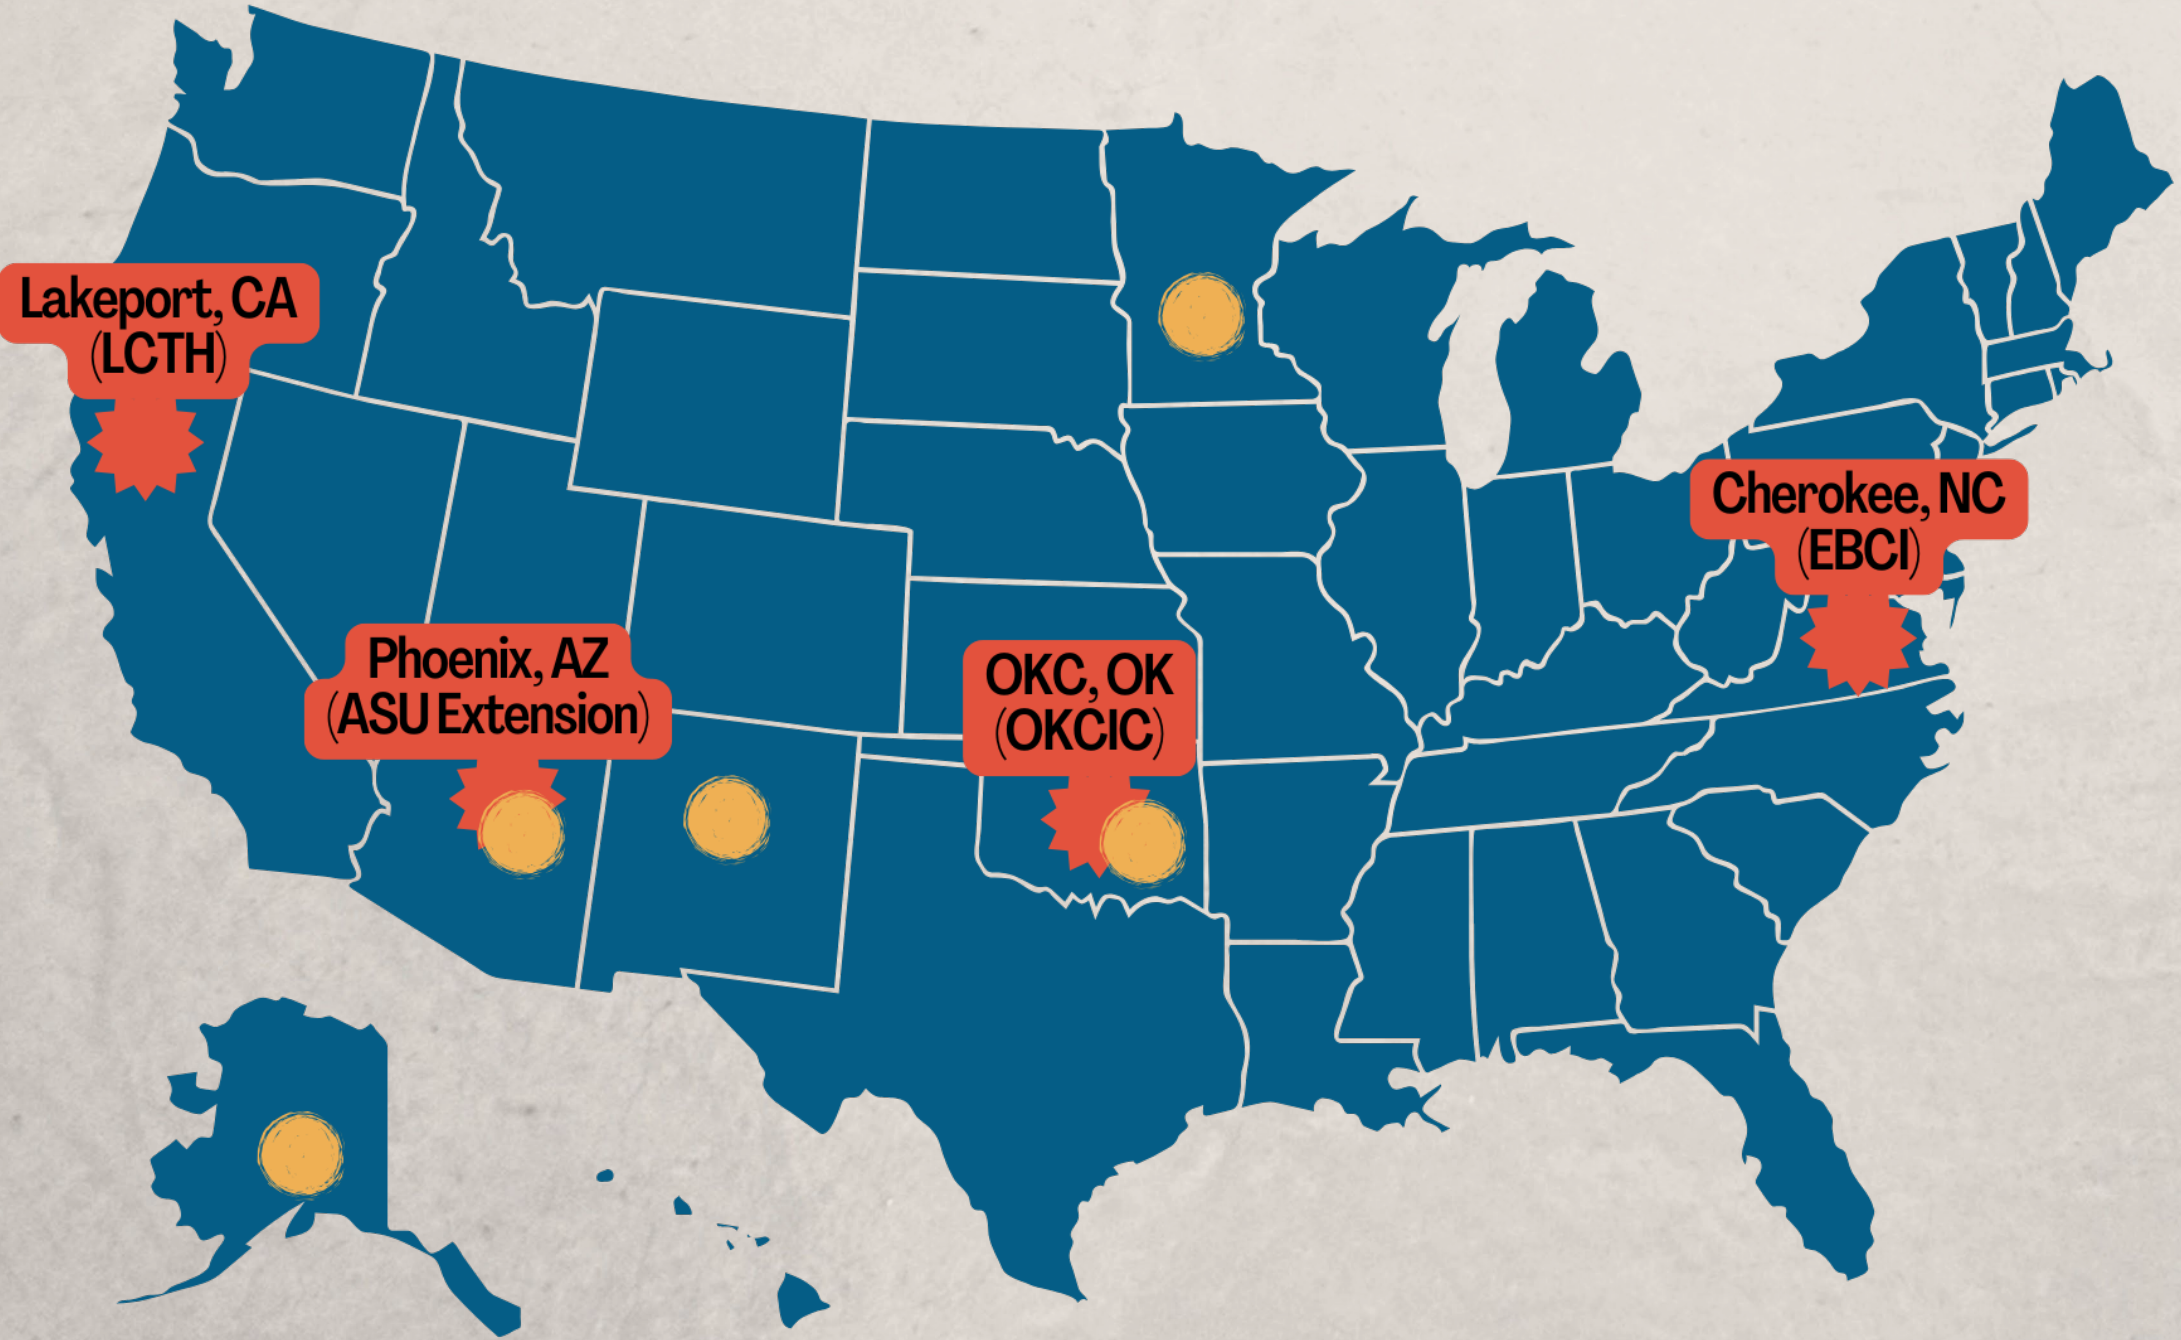 Lakeport, CA
(LCTH)
Cherokee, NC
(EBCI)
Phoenix, AZ
(ASU Extension)
OKC, OK
(OKCIC)